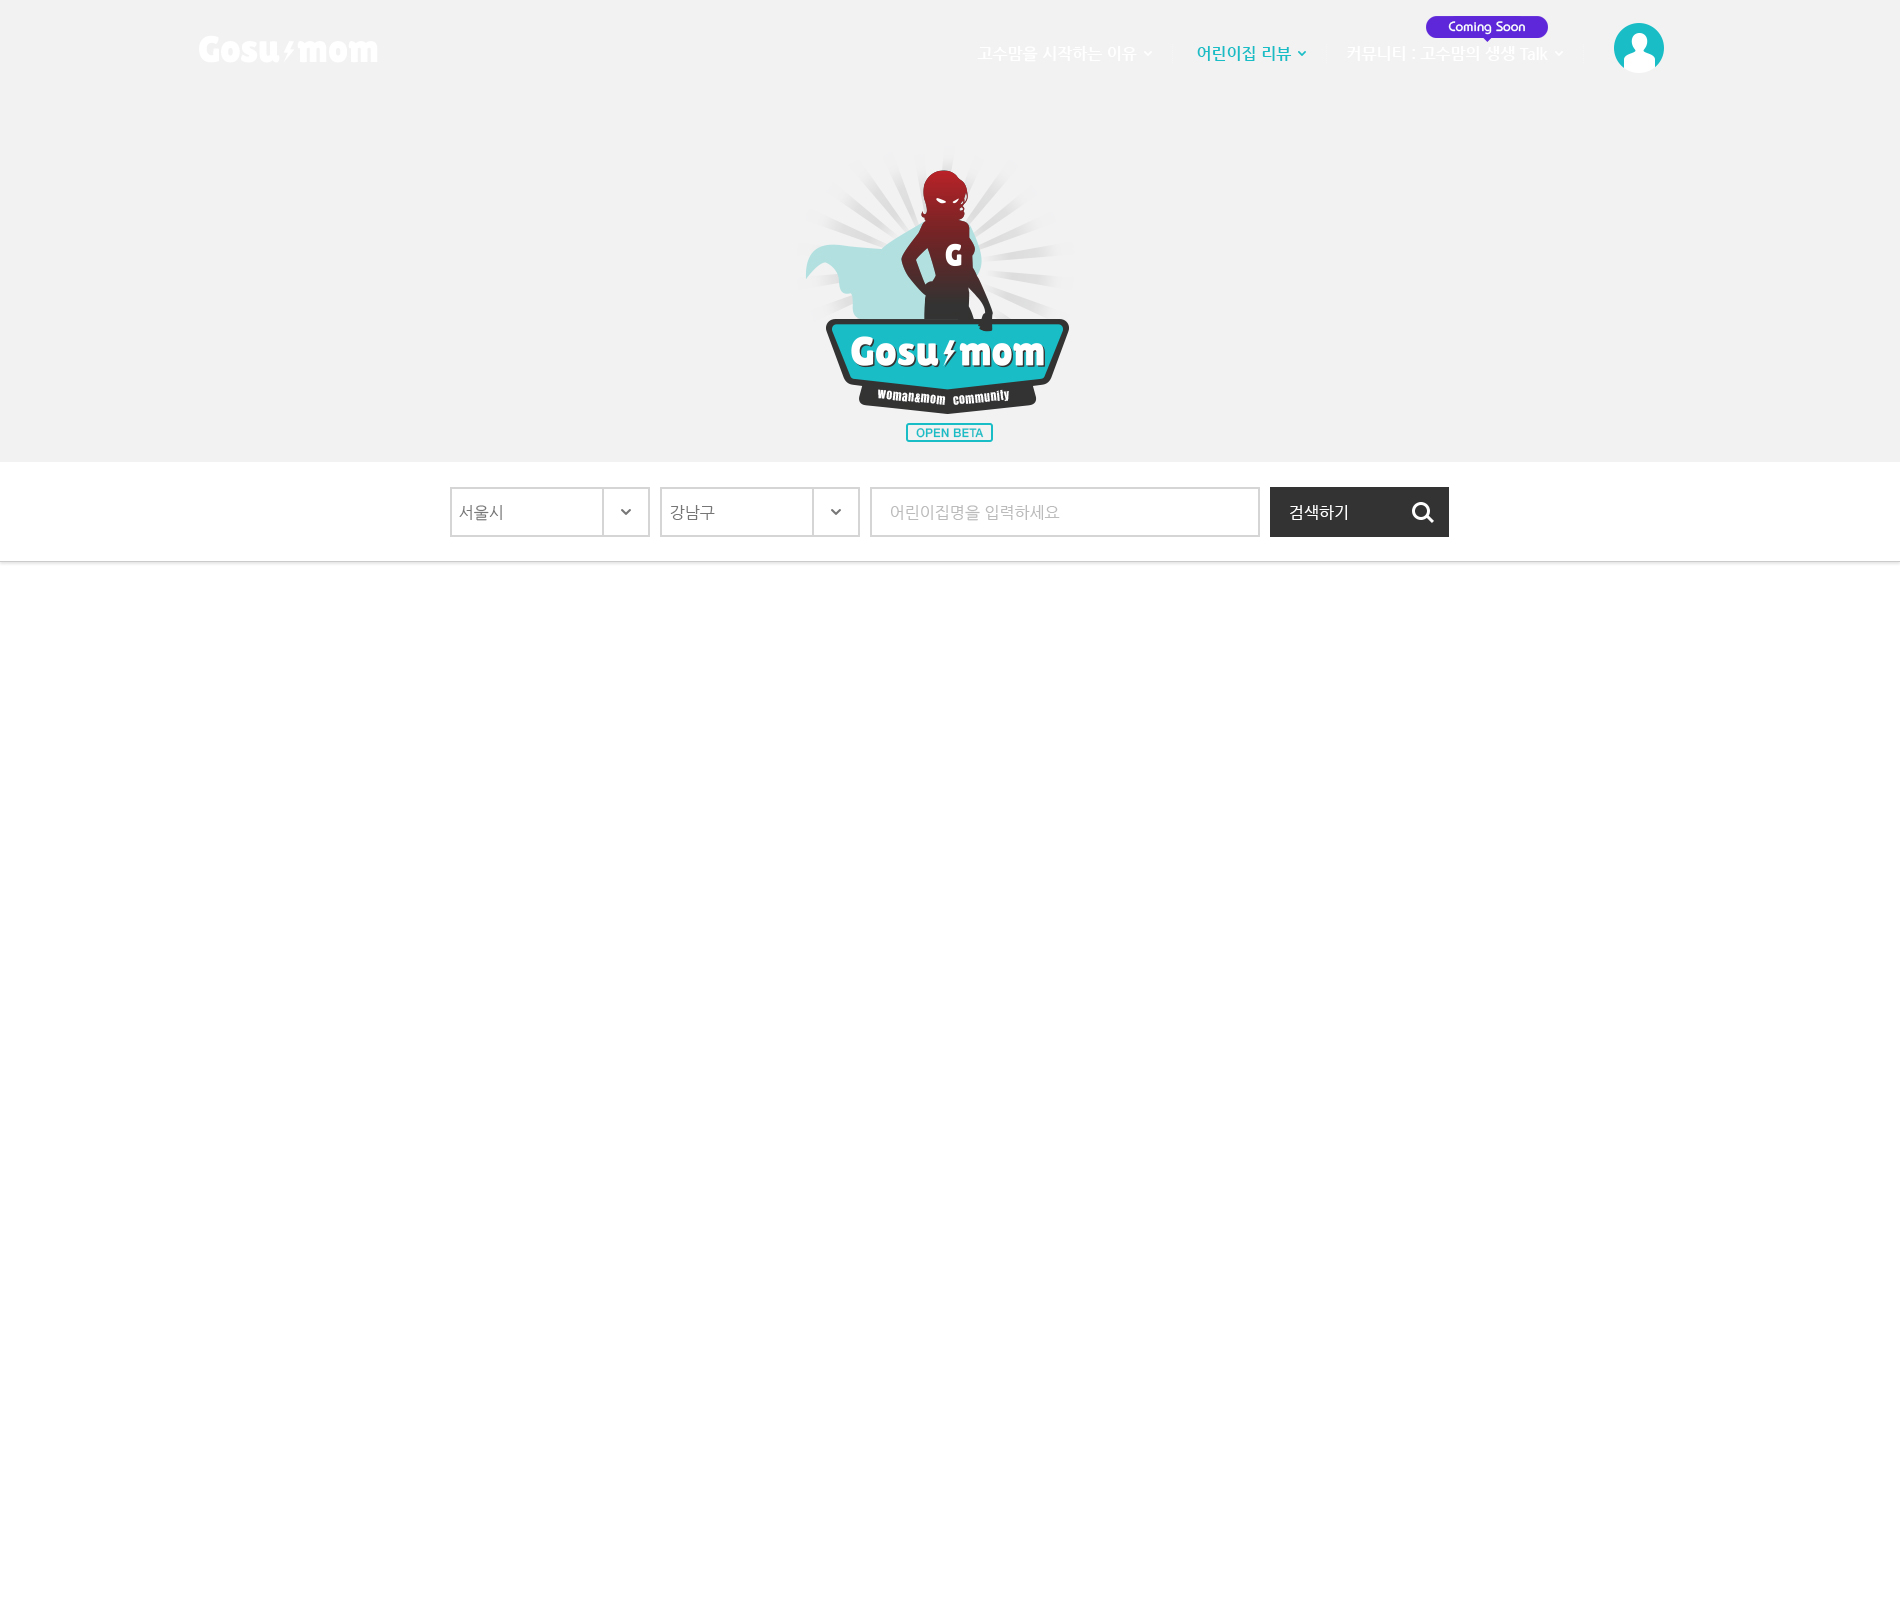 Coming Soon
Gosu mom
고수맘을 시작하는 이유
어린이집 리뷰
커뮤니티 : 고수맘의 생생 Talk
G
Gosu mom
woman&mom community
OPEN BETA
서울시
강남구
어린이집명을 입력하세요
검색하기